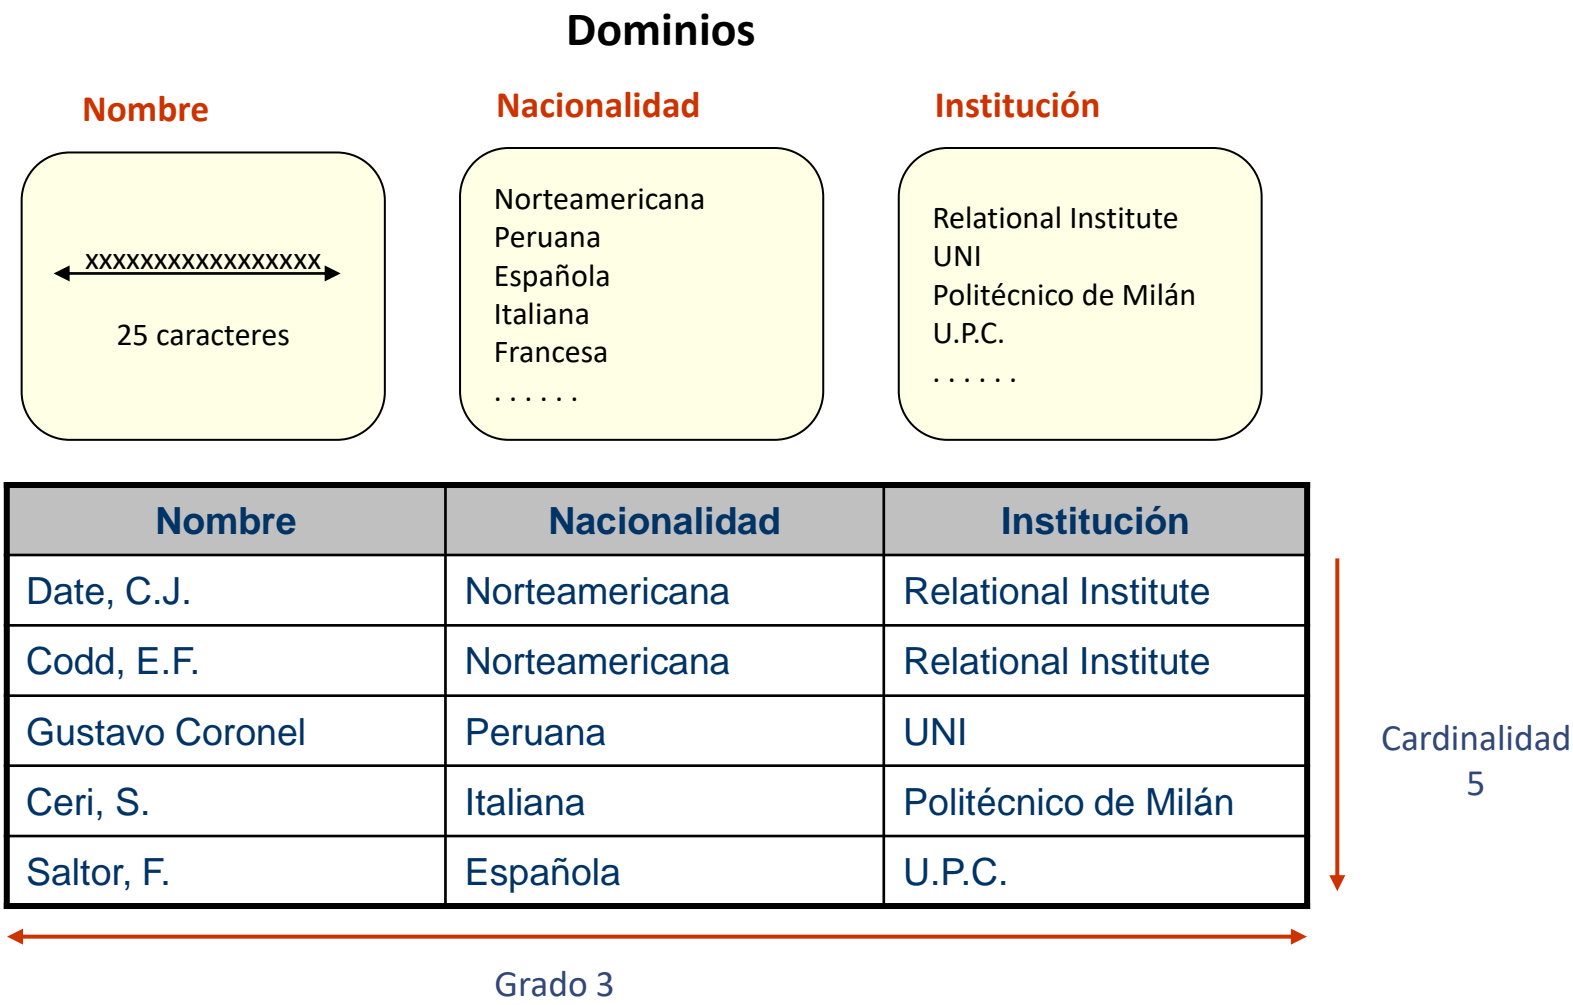 Dominios
Nombre
Nacionalidad
Institución
xxxxxxxxxxxxxxxxx
25 caracteres
Norteamericana
Peruana
Española
Italiana
Francesa
. . . . . .
Relational Institute
UNI
Politécnico de Milán
U.P.C.
. . . . . .
Nombre Nacionalidad Institución
Date, C.J. Norteamericana Relational Institute
Codd, E.F. Norteamericana Relational Institute
Gustavo Coronel Peruana UNI
Ceri, S. Italiana Politécnico de Milán
Saltor, F. Española U.P.C.
Cardinalidad
5
Grado 3